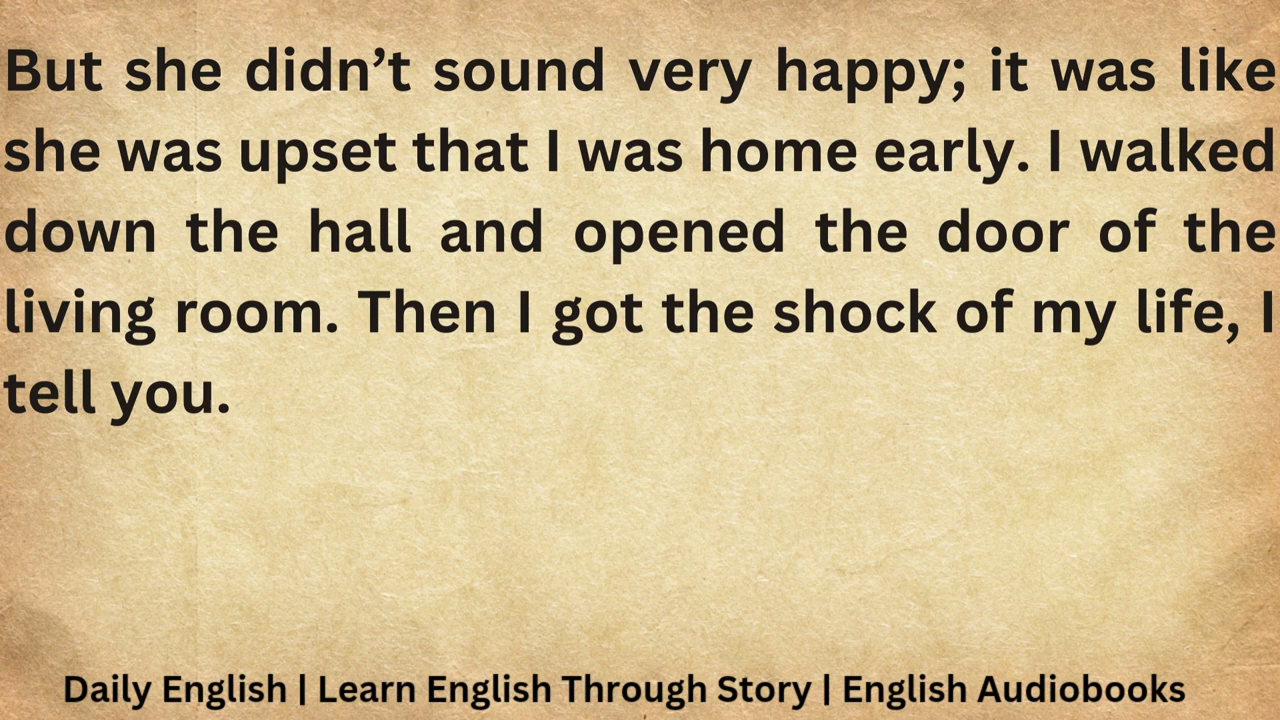 But she didn’t sound very happy; it was like
she was upset that I was home early. I walked
down the hall and opened the door of the
living room. Then I got the shock of my life, I
tell you.
Daily English | Learn English Through Story | English Audiobooks